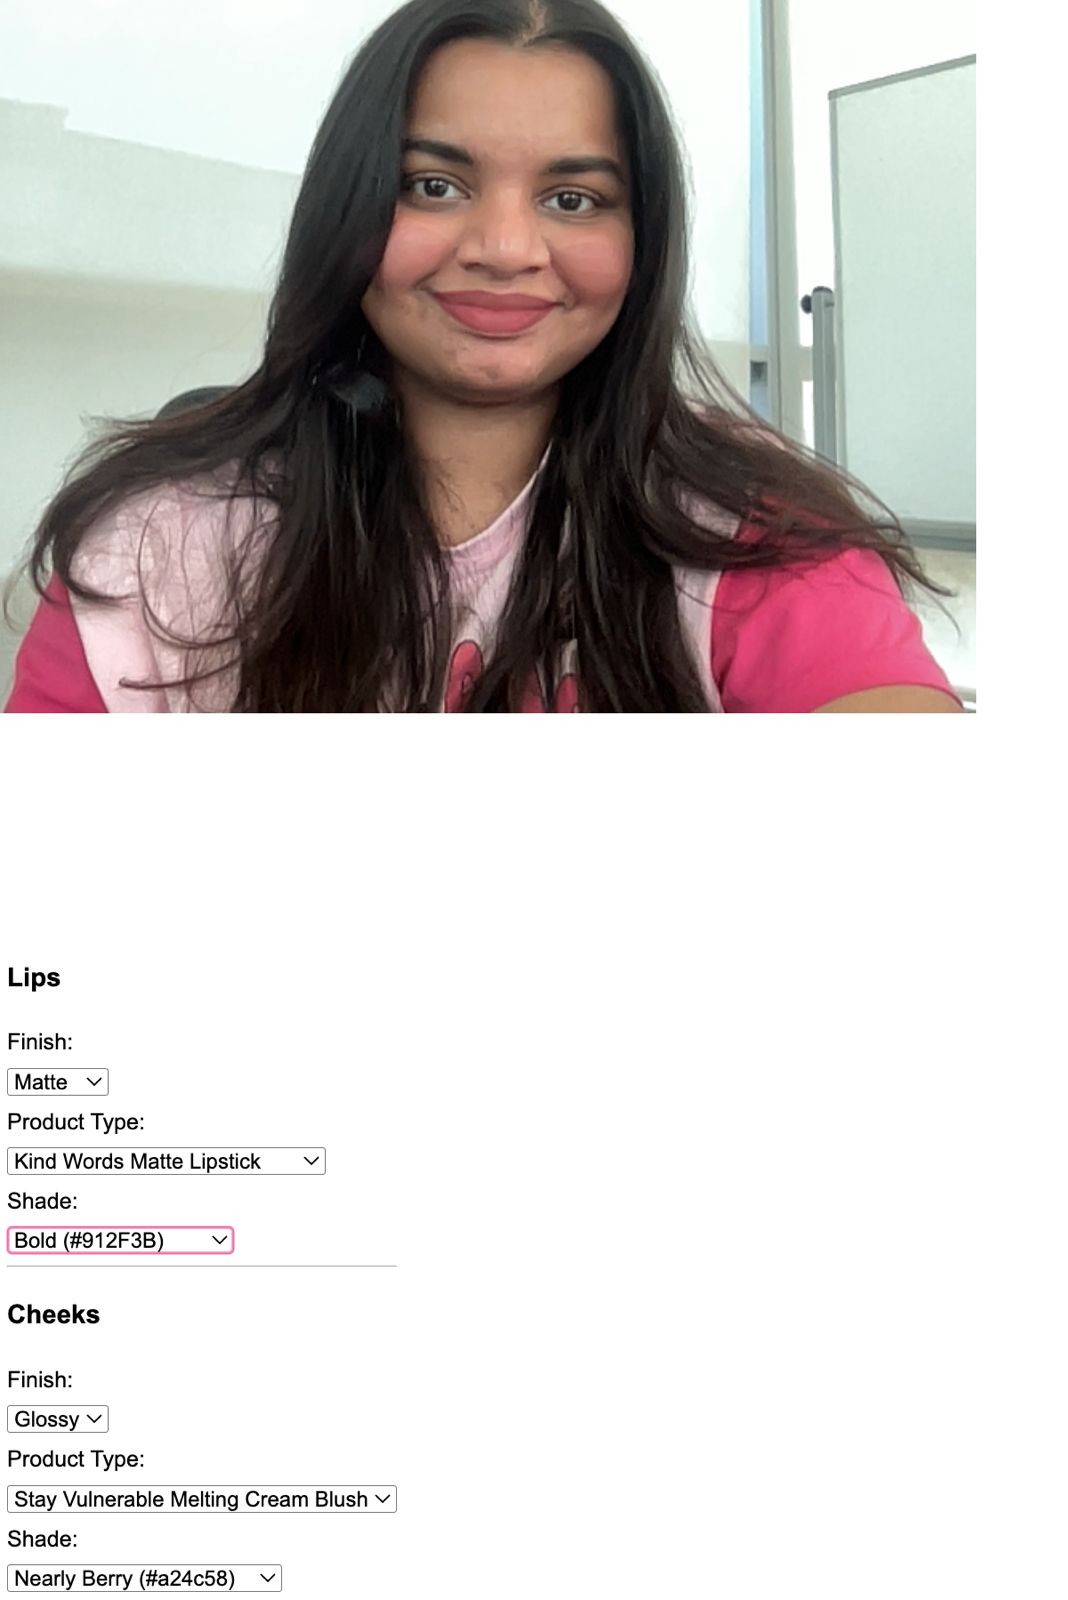 Lips
Finish:
Matte
Product Type:
Kind Words Matte Lipstick
Shade:
Bold (#912F3B)
Cheeks
Finish:
Glossy
Product Type:
Stay Vulnerable Melting Cream Blush
Shade:
Nearly Berry (#a24c58)